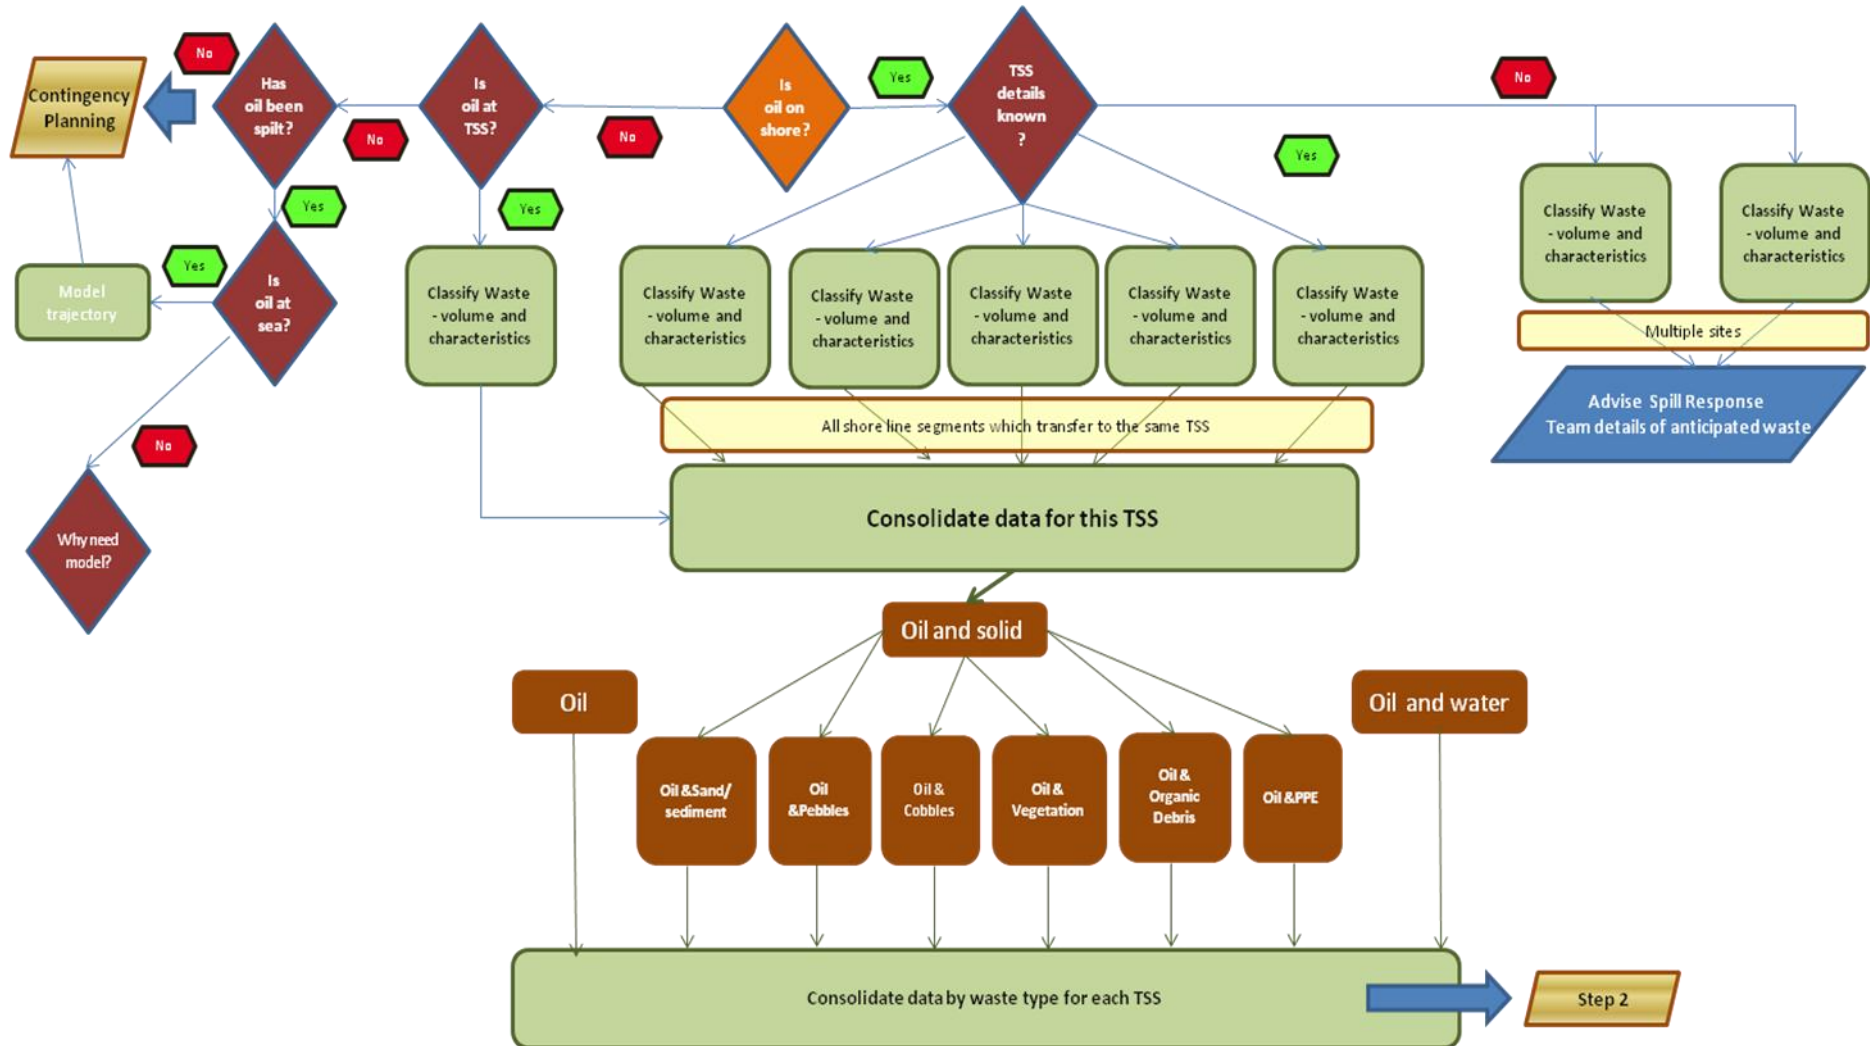 No
Has
oil been
spilt?
Contingency
Planning
No
Is
oil at
TSS?
No
Is
oil on
shore?
Yes
TSS
details
known
?
No
Yes
Yes
Yes
Is
oil at
sea?
Yes
Model
trajectory
No
Why need
model?
Classify Waste
- volume and
characteristics
Classify Waste
- volume and
characteristics
Classify Waste
- volume and
characteristics
Classify Waste
- volume and
characteristics
Classify Waste
- volume and
characteristics
Classify Waste
- volume and
characteristics
Classify Waste
- volume and
characteristics
Classify Waste
- volume and
characteristics
Multiple sites
Advise Spill Response
Team details of anticipated waste
All shore line segments which transfer to the same TSS
Consolidate data for this TSS
Oil and solid
Oil
Oil and water
Oil &Sand/
sediment
Oil
&Pebbles
Oil &
Cobbles
Oil &
Vegetation
Oil &
Organic
Debris
Oil &PPE
Consolidate data by waste type for each TSS
Step 2